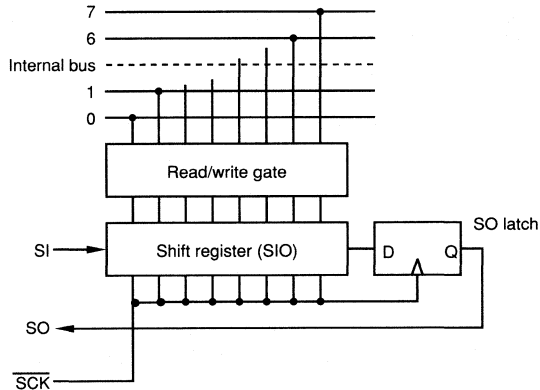 7
6
Internal bus
1
0
Read/write gate
SO latch
SI
Shift register (SIO)
D
Q
SO
SCK